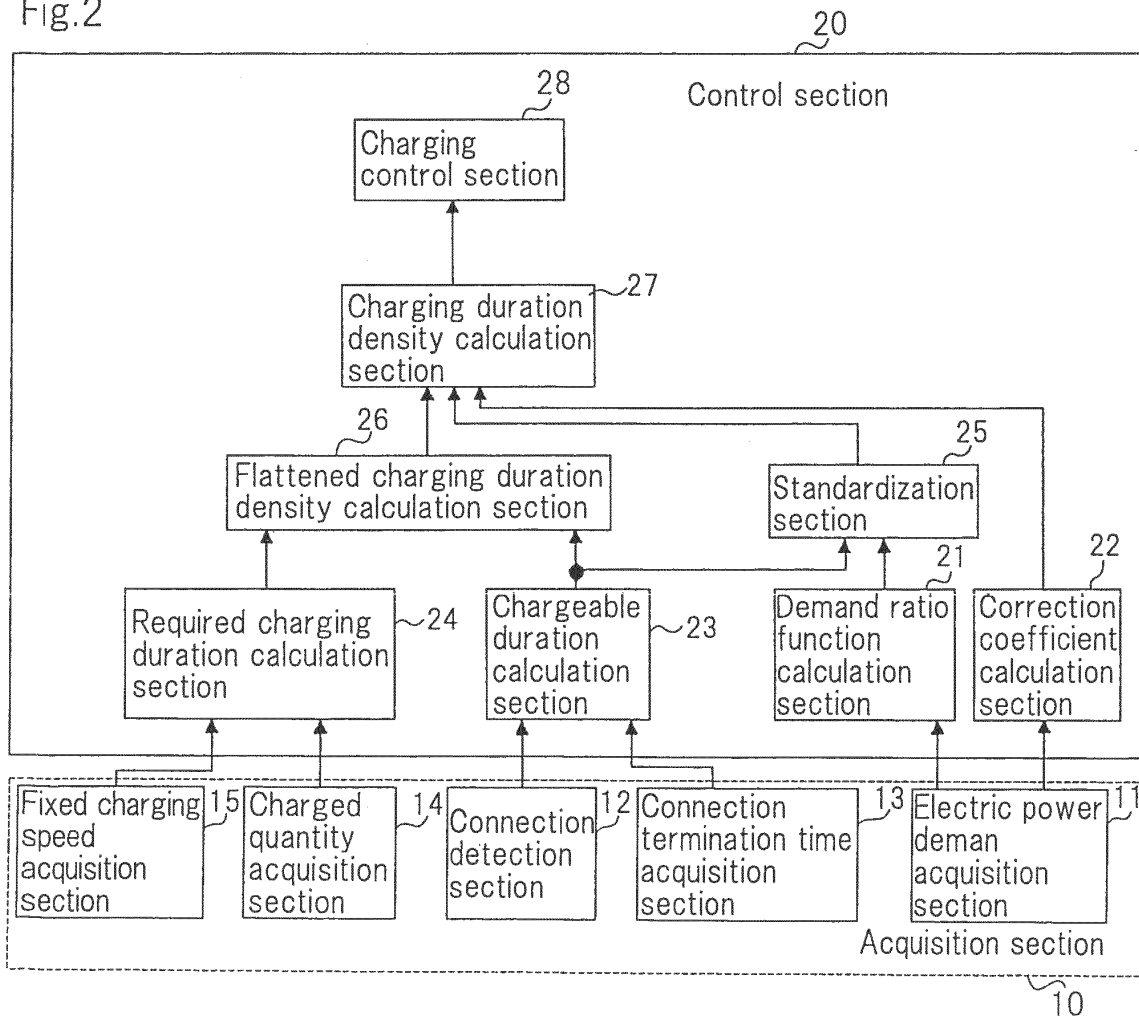 Fig.2
20
Control section
28
Charging
control section
27
Charging duration
density calculation
section
26
Flattened charging duration
density calculation section
25
Standardization
section
24
Required charging
duration calculation
section
23
Chargeable
duration
calculation
section
21
Demand ratio
function
calculation
section
22
Correction
coefficient
calculation
section
15
Fixed charging
speed
acquisition
section
14
Charged
quantity
acquisition
section
12
Connection
detection
section
13
Connection
termination time
acquisition
section
11
Electric power
deman
acquisition
section
Acquisition section
10